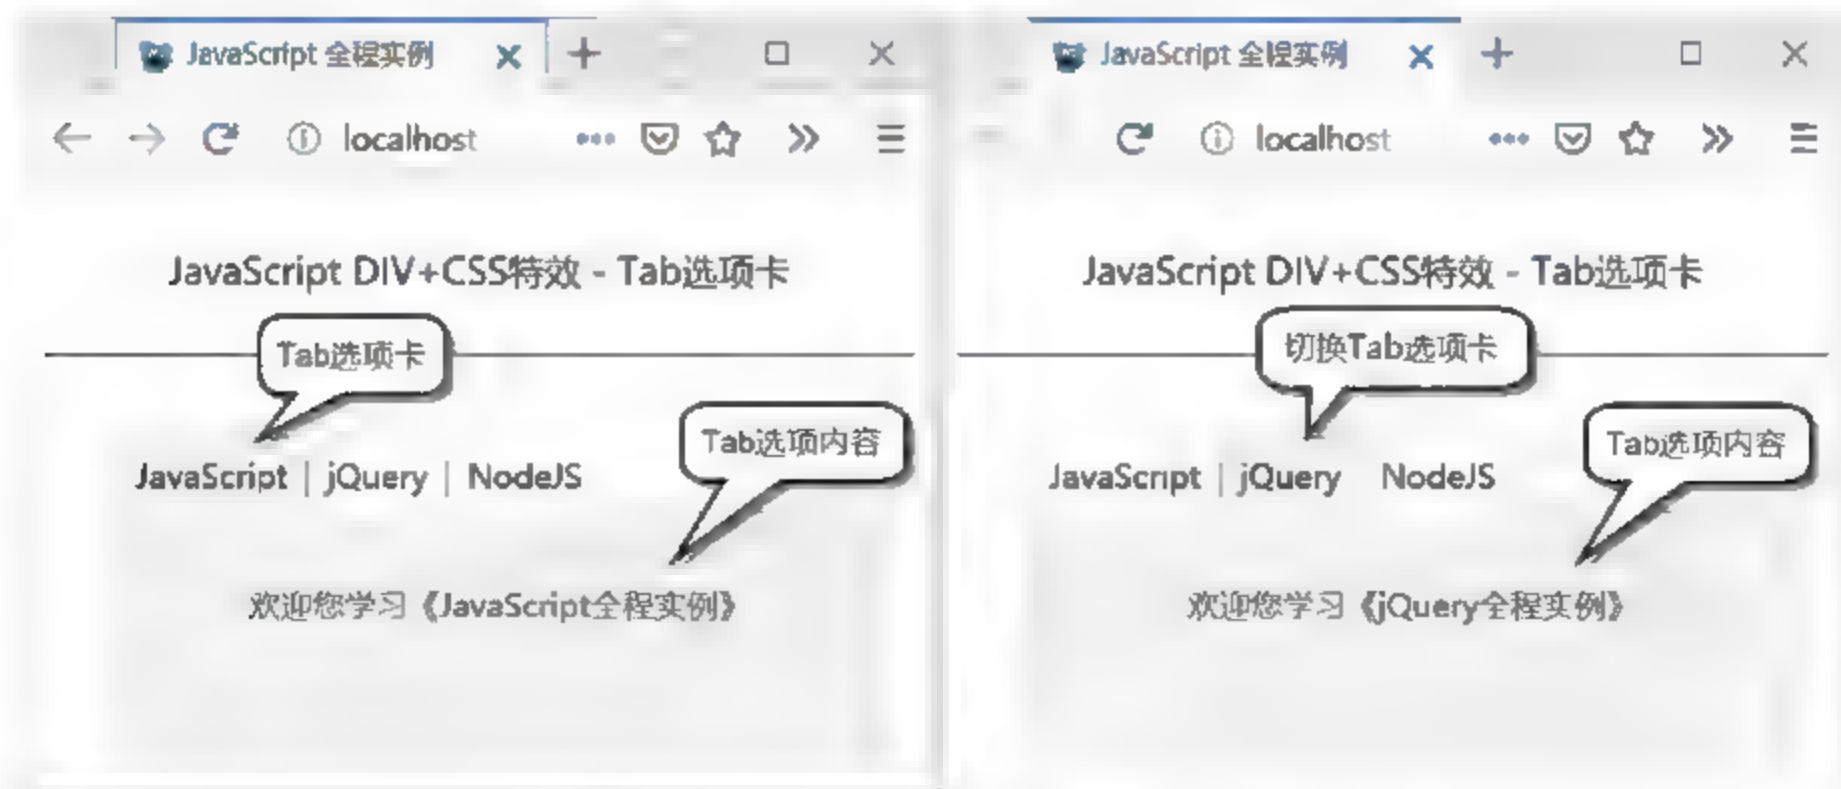 JavaScript 全程实例
localhost
JavaScript DIV+CSS特效 - Tab选项卡
Tab选项卡
Tab选项内容
JavaScript | jQuery | NodeJS
欢迎您学习《JavaScript全程实例》
JavaScript 全程实例
localhost
JavaScript DIV+CSS特效 - Tab选项卡
切换Tab选项卡
Tab选项内容
JavaScript | jQuery NodeJS
欢迎您学习《jQuery全程实例》